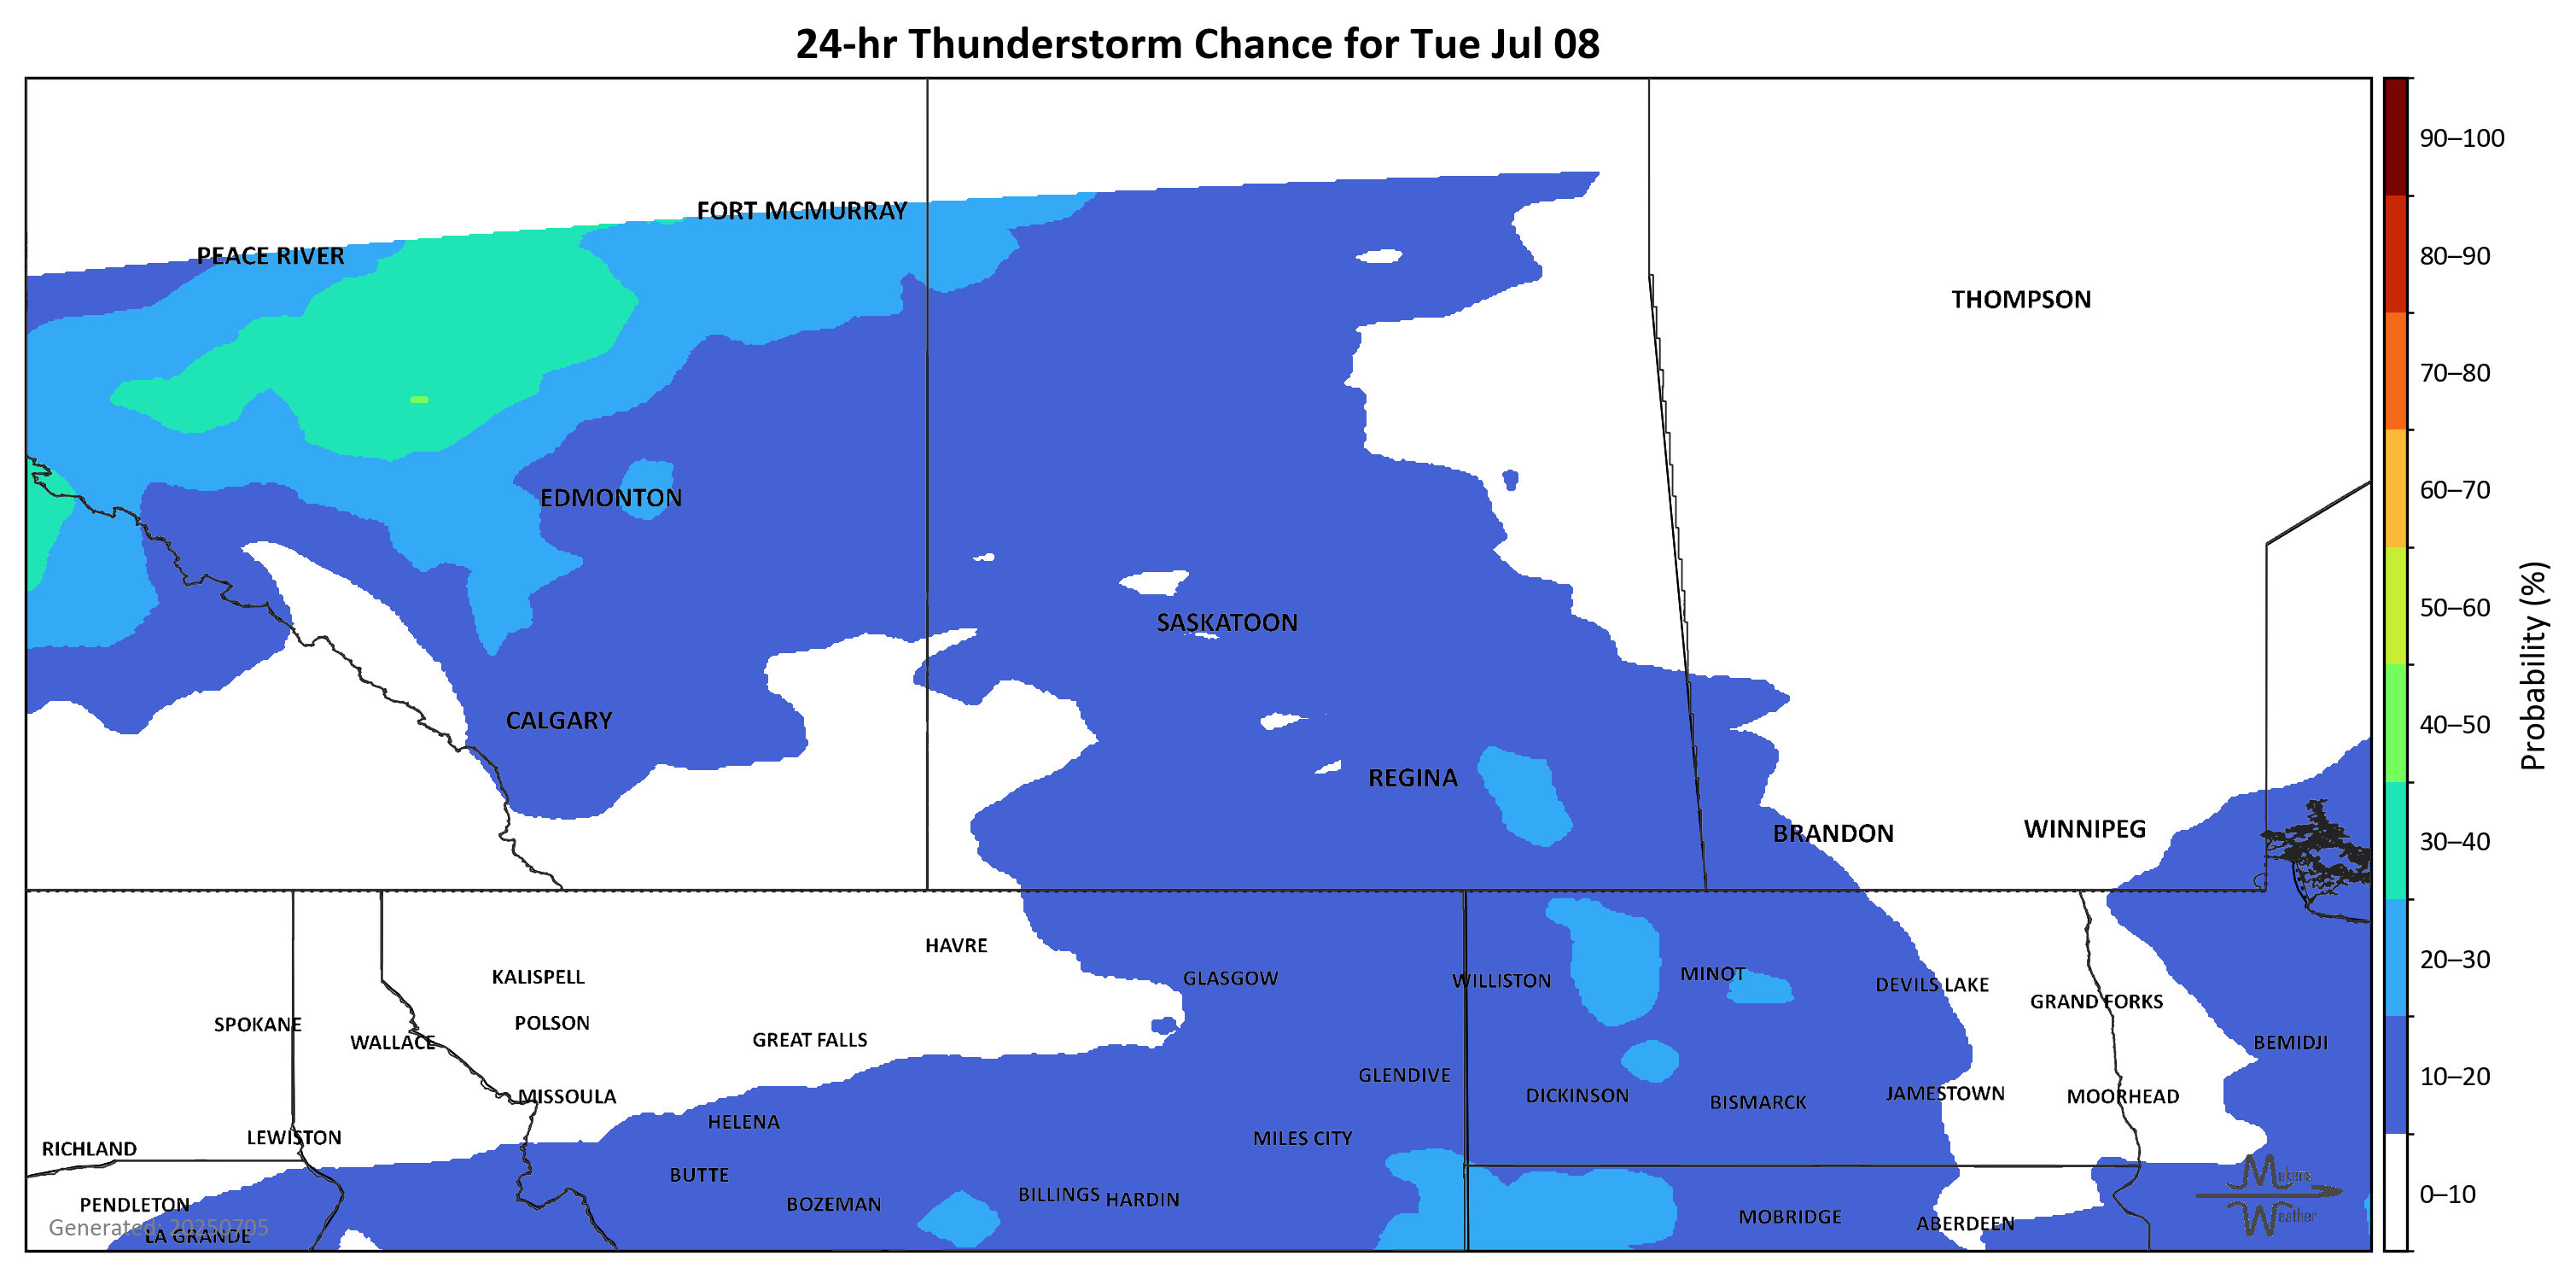 24-hr Thunderstorm Chance for Tue Jul 08
90–100
FORT MCMURRAY
PEACE RIVER
80–90
THOMPSON
70–80
60–70
EDMONTON
50–60
SASKATOON
Probability (%)
CALGARY
40–50
REGINA
BRANDON
WINNIPEG
30–40
HAVRE
20–30
KALISPELL
GLASGOW
WILLISTON
MINOT
DEVILS LAKE
GRAND FORKS
SPOKANE
POLSON
WALLACE
GREAT FALLS
BEMIDJI
GLENDIVE
10–20
MISSOULA
DICKINSON
BISMARCK
JAMESTOWN
MOORHEAD
HELENA
LEWISTON
MILES CITY
RICHLAND
BUTTE
Makens
Weather
PENDLETON
BOZEMAN
BILLINGS
HARDIN
0–10
MOBRIDGE
ABERDEEN
Generated: 20250705
LA GRANDE